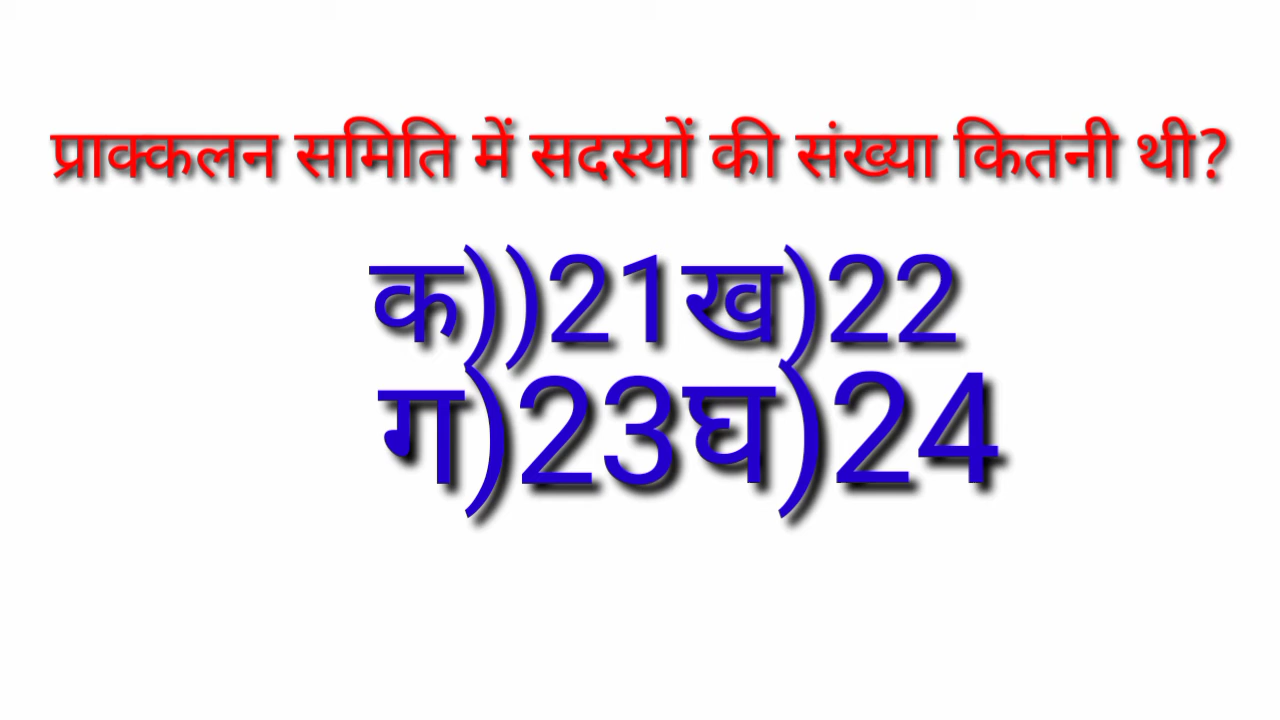 प्राक्कलन समिति में सदस्यों की संख्या कितनी थी?
क))21ख)22
ग)23घ)24